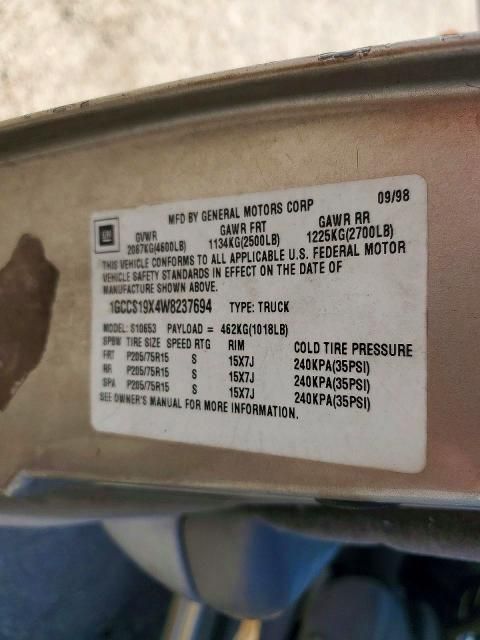 GM
MFD BY GENERAL MOTORS CORP 09/98
GVWR GAWR FRT GAWR RR
2087KG(4600LB) 1134KG(2500LB) 1225KG(2700LB)
THIS VEHICLE CONFORMS TO ALL APPLICABLE U.S. FEDERAL MOTOR
VEHICLE SAFETY STANDARDS IN EFFECT ON THE DATE OF
MANUFACTURE SHOWN ABOVE.
1GCCS19X4W8237694 TYPE: TRUCK
MODEL: S10653 PAYLOAD = 462KG(1018LB)
SPBW TIRE SIZE SPEED RTG RIM COLD TIRE PRESSURE
FRT P205/75R15 S 15X7J 240KPA(35PSI)
RR P205/75R15 S 15X7J 240KPA(35PSI)
SPA P205/75R15 S 15X7J 240KPA(35PSI)
SEE OWNER'S MANUAL FOR MORE INFORMATION.